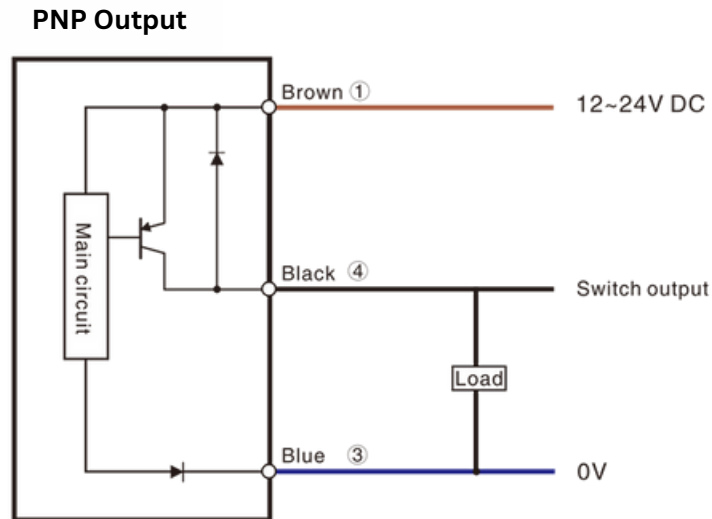 PNP Output
Brown ①
12~24V DC
Main circuit
Black ④
Switch output
Load
Blue ③
0V